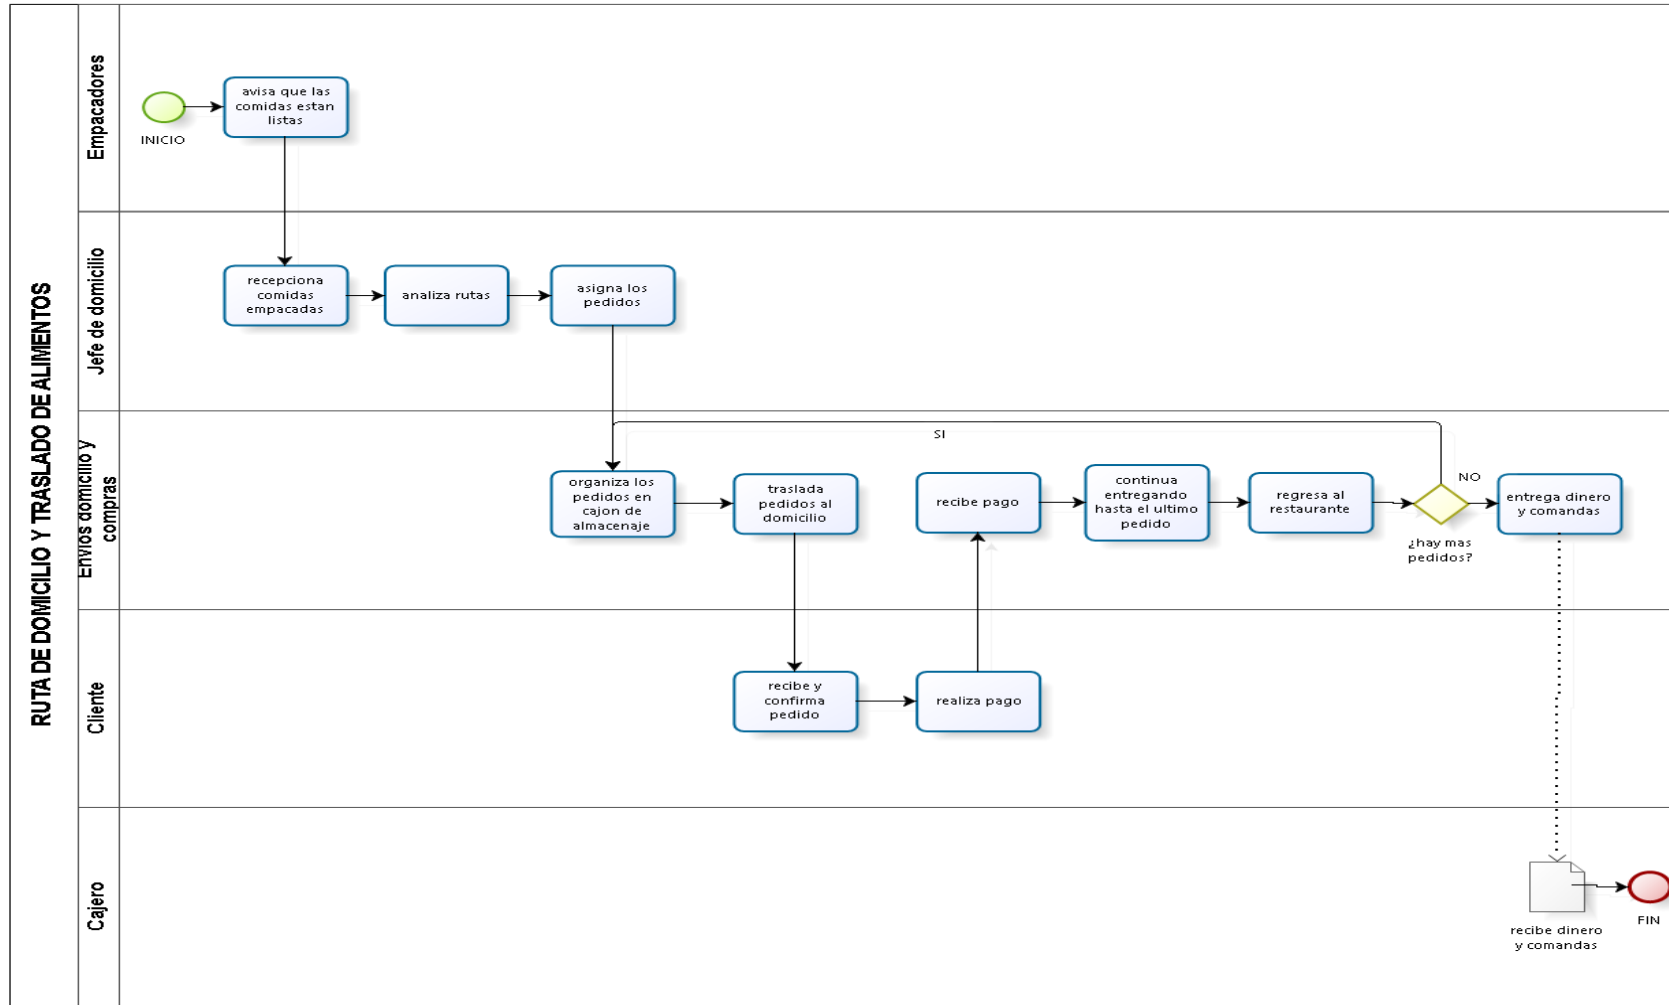 RUTA DE DOMICILIO Y TRASLADO DE ALIMENTOS
Empacadores
INICIO
avisa que las
comidas estan
listas
Jefe de domicilio
recepciona
comidas
empacadas
analiza rutas
asigna los
pedidos
Envios domicilio y
compras
SI
organiza los
pedidos en
cajon de
almacenaje
traslada
pedidos al
domicilio
recibe pago
continua
entregando
hasta el ultimo
pedido
regresa al
restaurante
¿hay mas
pedidos?
NO
entrega dinero
y comandas
Cliente
recibe y
confirma
pedido
realiza pago
Cajero
recibe dinero
y comandas
FIN